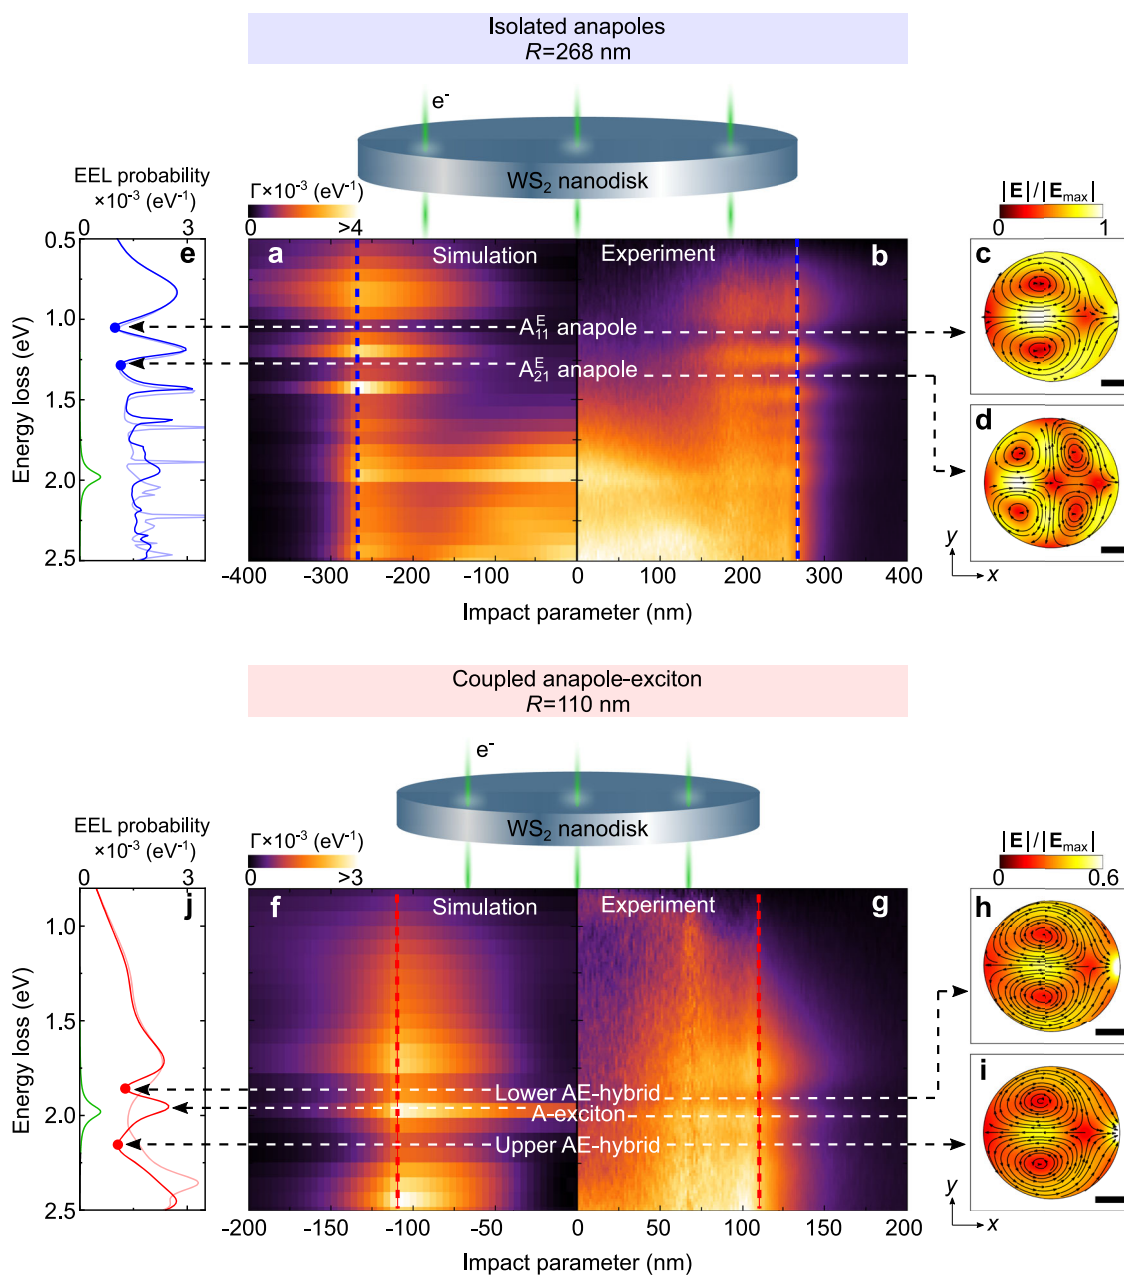 Isolated anapoles
R=268 nm
e⁻
WS₂ nanodisk
EEL probability
×10⁻³ (eV⁻¹)
0 3
Γ×10⁻³ (eV⁻¹)
0 >4
|E| / |Eₘₐₓ|
0 1
e
a Simulation
Experiment b
c
d
A₁₁ᴱ anapole
A₂₁ᴱ anapole
Energy loss (eV)
0.5
1.0
1.5
2.0
2.5
-400 -300 -200 -100 0 100 200 300 400
Impact parameter (nm)
y
x
Coupled anapole-exciton
R=110 nm
e⁻
WS₂ nanodisk
EEL probability
×10⁻³ (eV⁻¹)
0 3
Γ×10⁻³ (eV⁻¹)
0 >3
|E| / |Eₘₐₓ|
0 0.6
j
f Simulation
Experiment g
h
i
Lower AE-hybrid
A-exciton
Upper AE-hybrid
Energy loss (eV)
1.0
1.5
2.0
2.5
-200 -150 -100 -50 0 50 100 150 200
Impact parameter (nm)
y
x